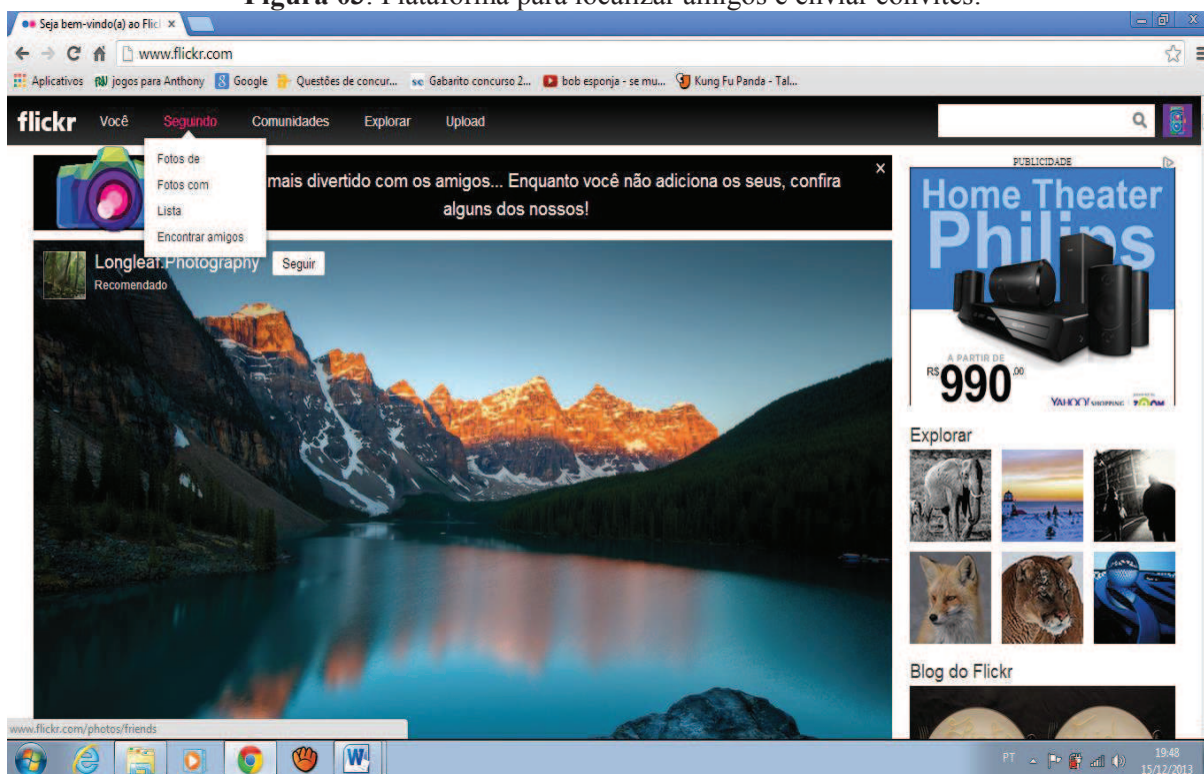 Plataforma para localizar amigos e enviar convites.
Seja bem-vindo(a) ao Flic
www.flickr.com
Aplicativos jogos para Anthony Google Questões de concur... Gabarito concurso 2... bob esponja - se mu... Kung Fu Panda - Tal...
flickr Você Seguindo Comunidades Explorar Upload
Fotos de
Fotos com
Lista
Encontrar amigos
mais divertido com os amigos... Enquanto você não adiciona os seus, confira
alguns dos nossos!
Longleaf.Photography Seguir
Recomendado
PUBLICIDADE
Home Theater
Philips
A PARTIR DE
R$ 990,00
YAHOO! SHOPPING ZOOM
Explorar
Blog do Flickr
www.flickr.com/photos/friends
PT 19:48
15/12/2013